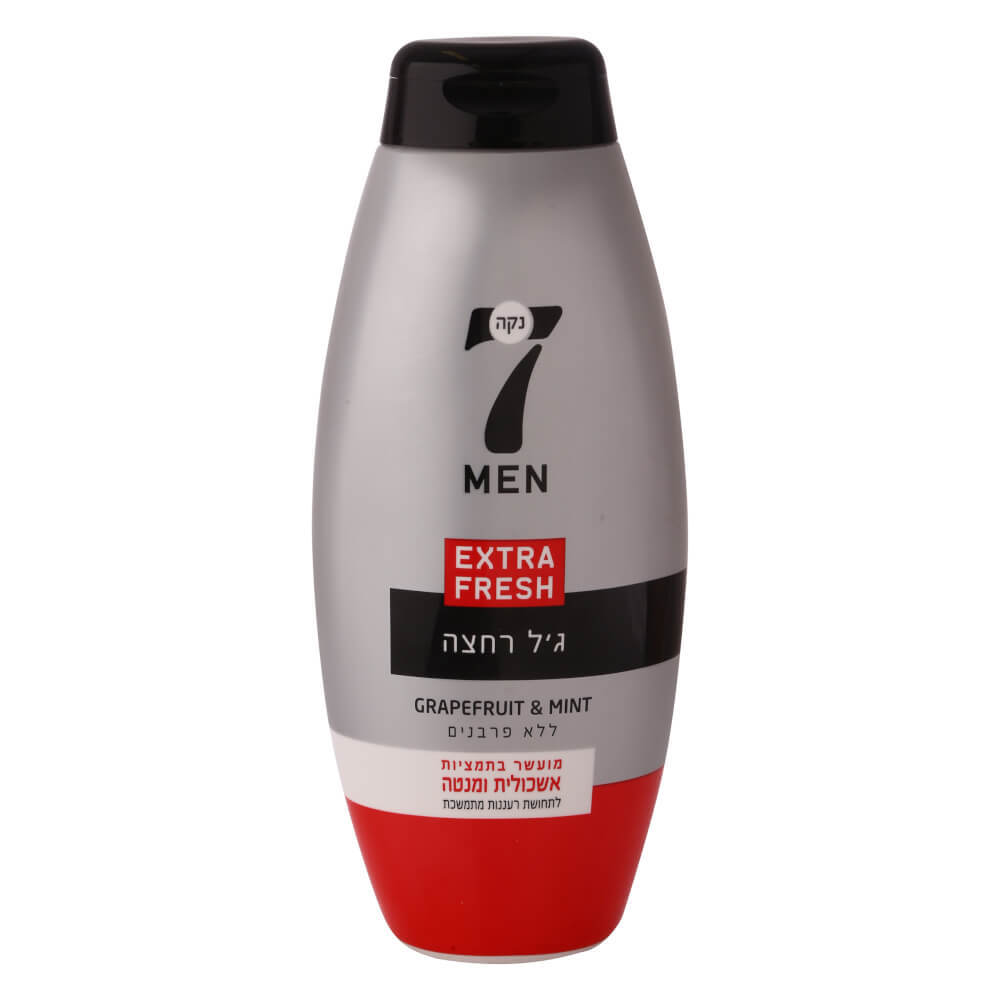 נקה
7
MEN
EXTRA
FRESH
ג'ל רחצה
GRAPEFRUIT & MINT
ללא פרבנים
מועשר בתמציות
אשכולית ומנטה
לתחושת רעננות מתמשכת